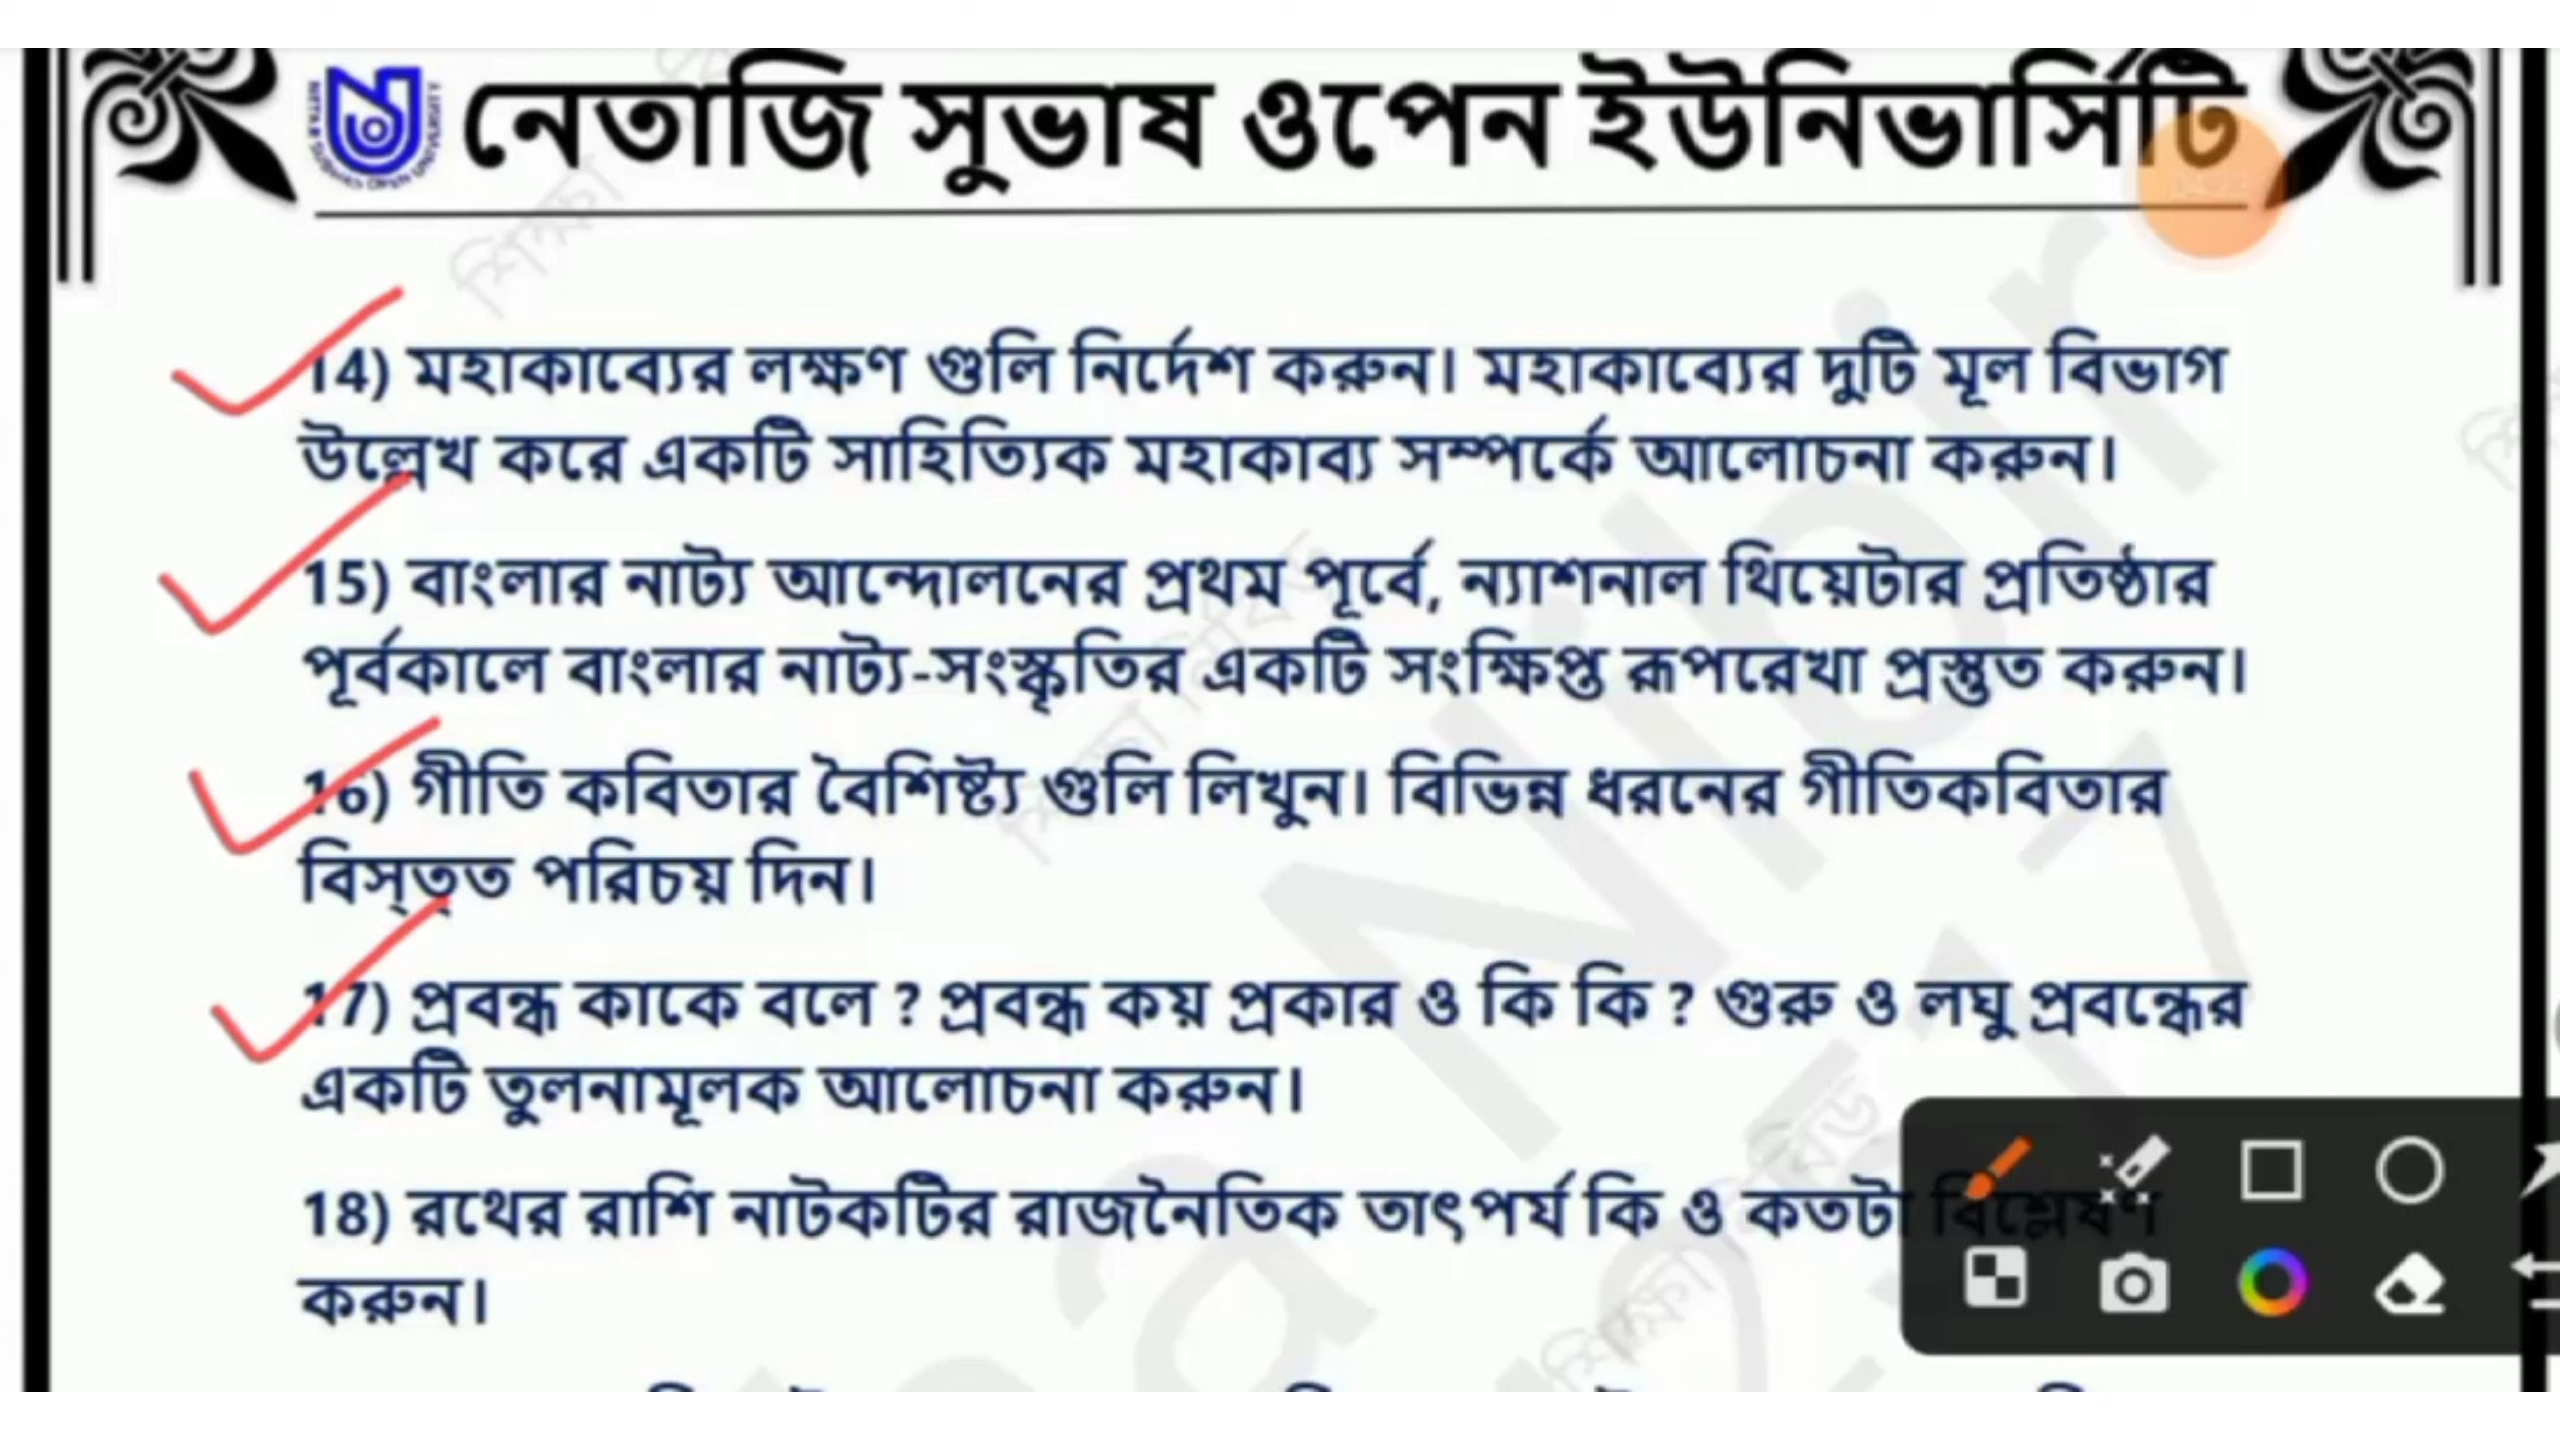 নেতাজি সুভাষ ওপেন ইউনিভার্সিটি
14) মহাকাব্যের লক্ষণ গুলি নির্দেশ করুন। মহাকাব্যের দুটি মূল বিভাগ
উল্লেখ করে একটি সাহিত্যিক মহাকাব্য সম্পর্কে আলোচনা করুন।
15) বাংলার নাট্য আন্দোলনের প্রথম পূর্বে, ন্যাশনাল থিয়েটার প্রতিষ্ঠার
পূর্বকালে বাংলার নাট্য-সংস্কৃতির একটি সংক্ষিপ্ত রূপরেখা প্রস্তুত করুন।
16) গীতি কবিতার বৈশিষ্ট্য গুলি লিখুন। বিভিন্ন ধরনের গীতিকবিতার
বিস্তৃত পরিচয় দিন।
17) প্রবন্ধ কাকে বলে ? প্রবন্ধ কয় প্রকার ও কি কি ? গুরু ও লঘু প্রবন্ধের
একটি তুলনামূলক আলোচনা করুন।
18) রথের রাশি নাটকটির রাজনৈতিক তাৎপর্য কি ও কতটা বিশ্লেষণ
করুন।